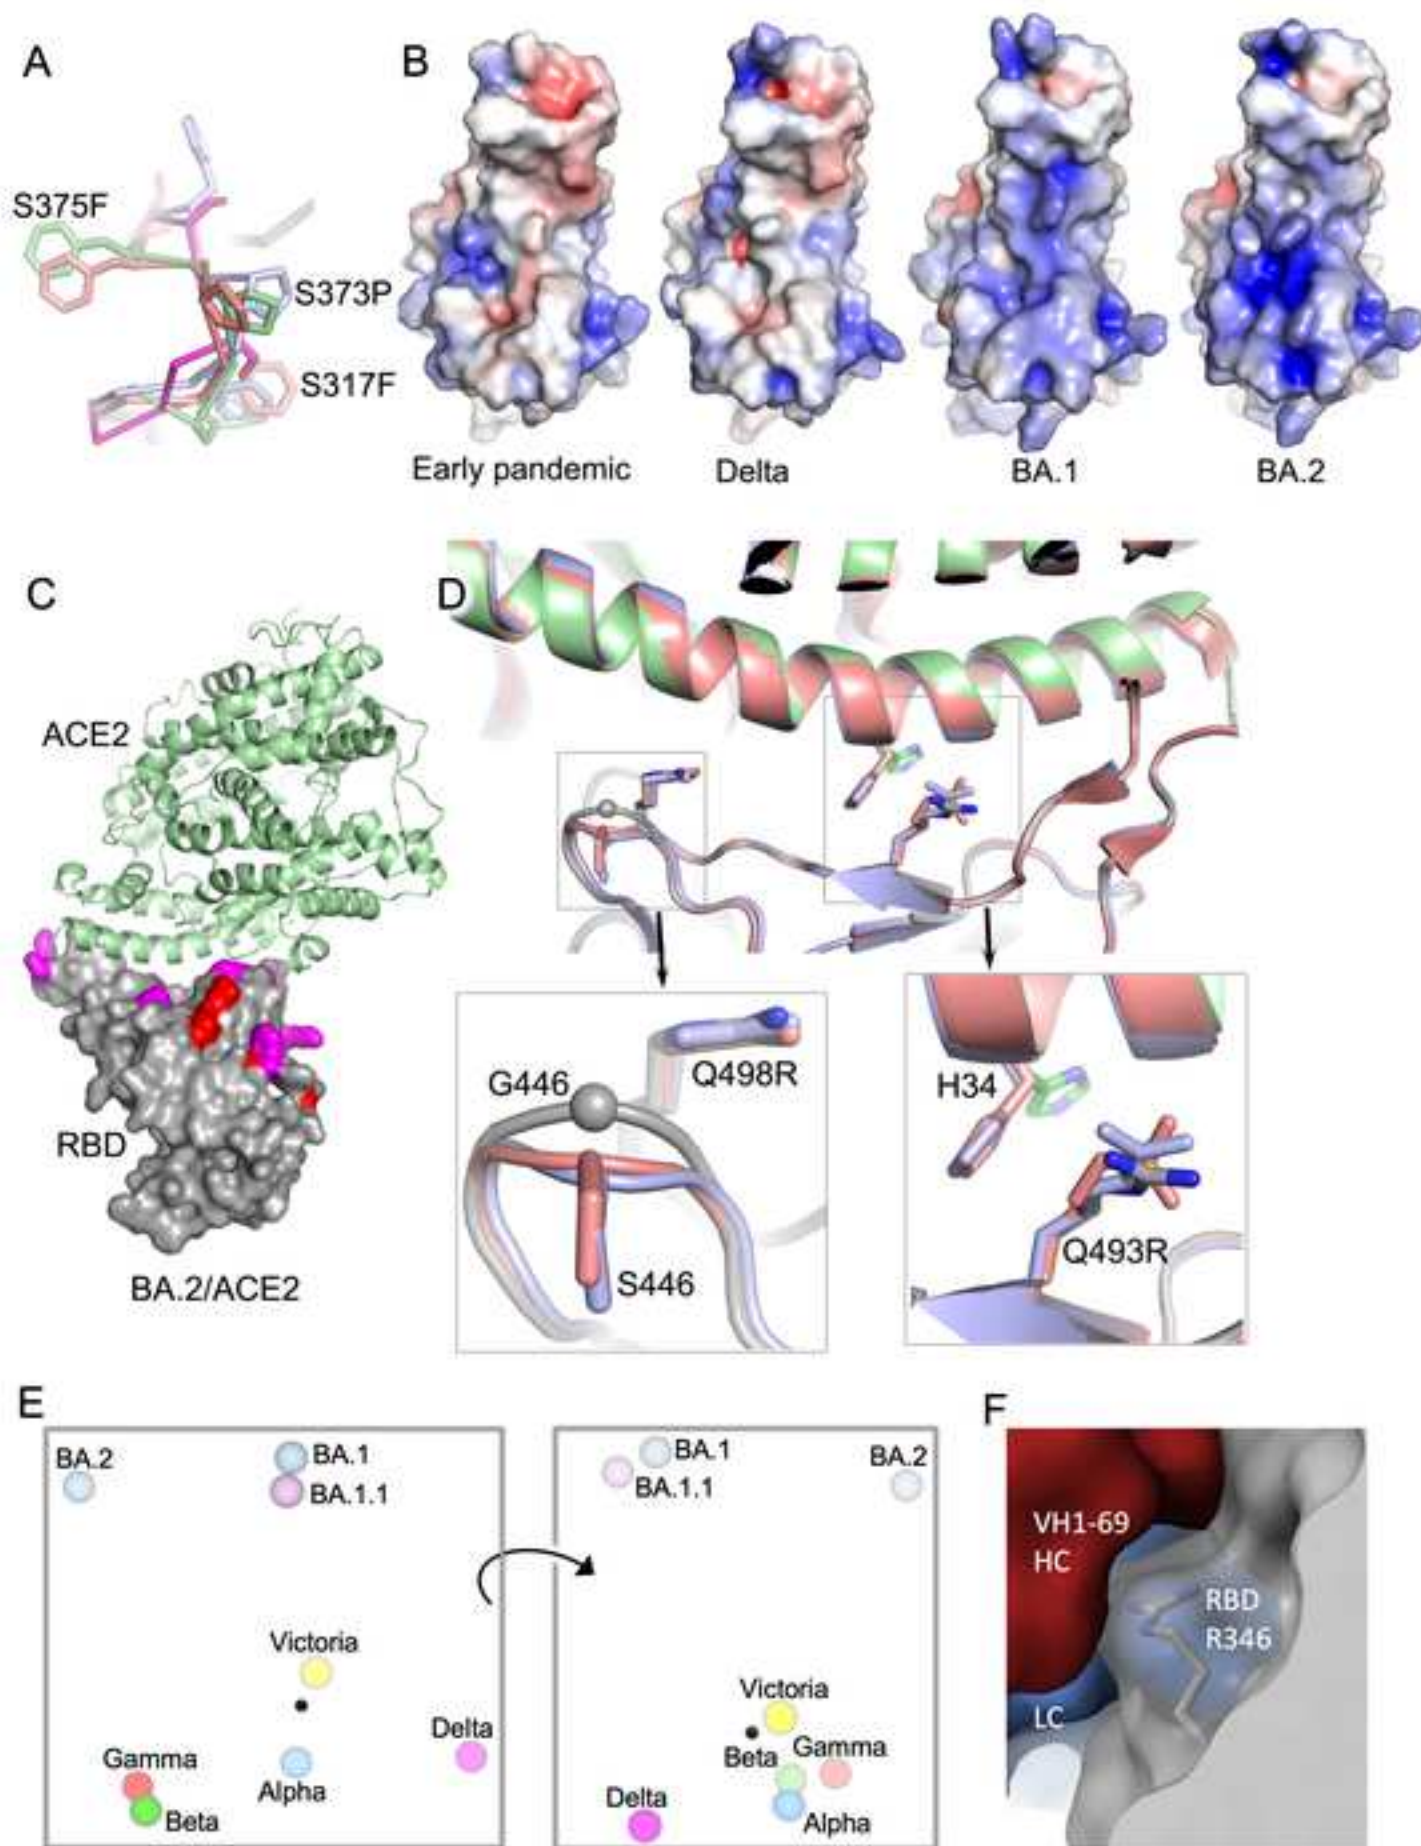 A
B
S375F
S373P
S317F
Early pandemic
Delta
BA.1
BA.2
C
D
ACE2
RBD
BA.2/ACE2
G446
Q498R
S446
H34
Q493R
E
F
BA.2
BA.1
BA.1.1
Victoria
Delta
Gamma
Alpha
Beta
BA.1
BA.2
BA.1.1
Victoria
Beta
Gamma
Delta
Alpha
VH1-69
HC
RBD
R346
LC